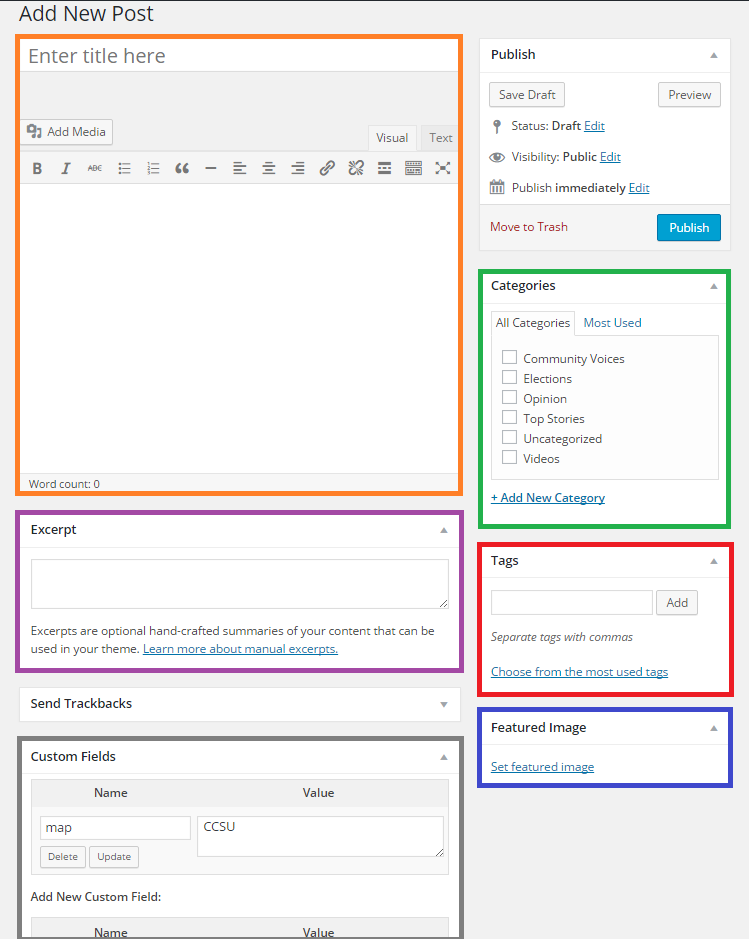 Add New Post
Enter title here
Add Media
Visual Text
B I ABC
Word count: 0
Excerpt
Excerpts are optional hand-crafted summaries of your content that can be
used in your theme. Learn more about manual excerpts.
Send Trackbacks
Custom Fields
Name Value
map CCSU
Delete Update
Add New Custom Field:
Name Value
Publish
Save Draft Preview
Status: Draft Edit
Visibility: Public Edit
Publish immediately Edit
Move to Trash Publish
Categories
All Categories Most Used
Community Voices
Elections
Opinion
Top Stories
Uncategorized
Videos
+ Add New Category
Tags
Add
Separate tags with commas
Choose from the most used tags
Featured Image
Set featured image